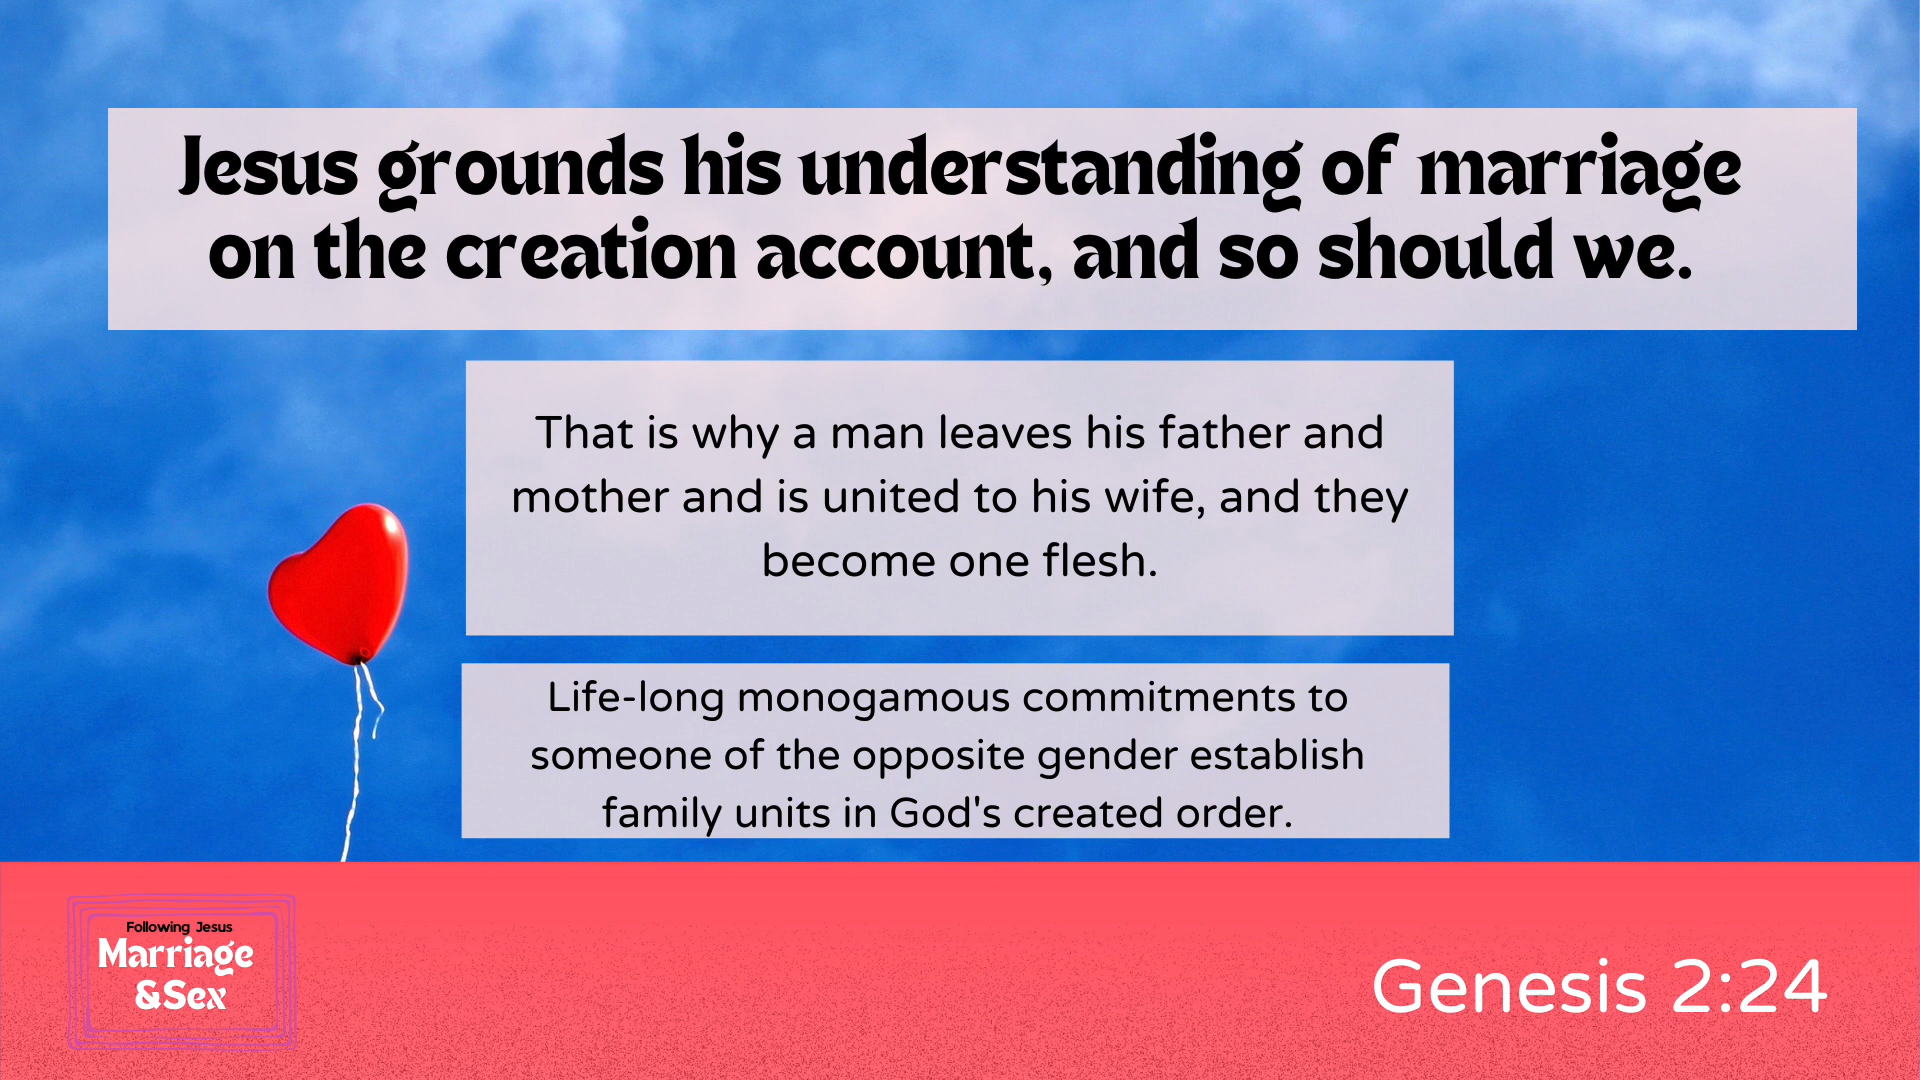 Jesus grounds his understanding of marriage
on the creation account, and so should we.
That is why a man leaves his father and
mother and is united to his wife, and they
become one flesh.
Life-long monogamous commitments to
someone of the opposite gender establish
family units in God's created order.
Following Jesus
Marriage
&Sex
Genesis 2:24